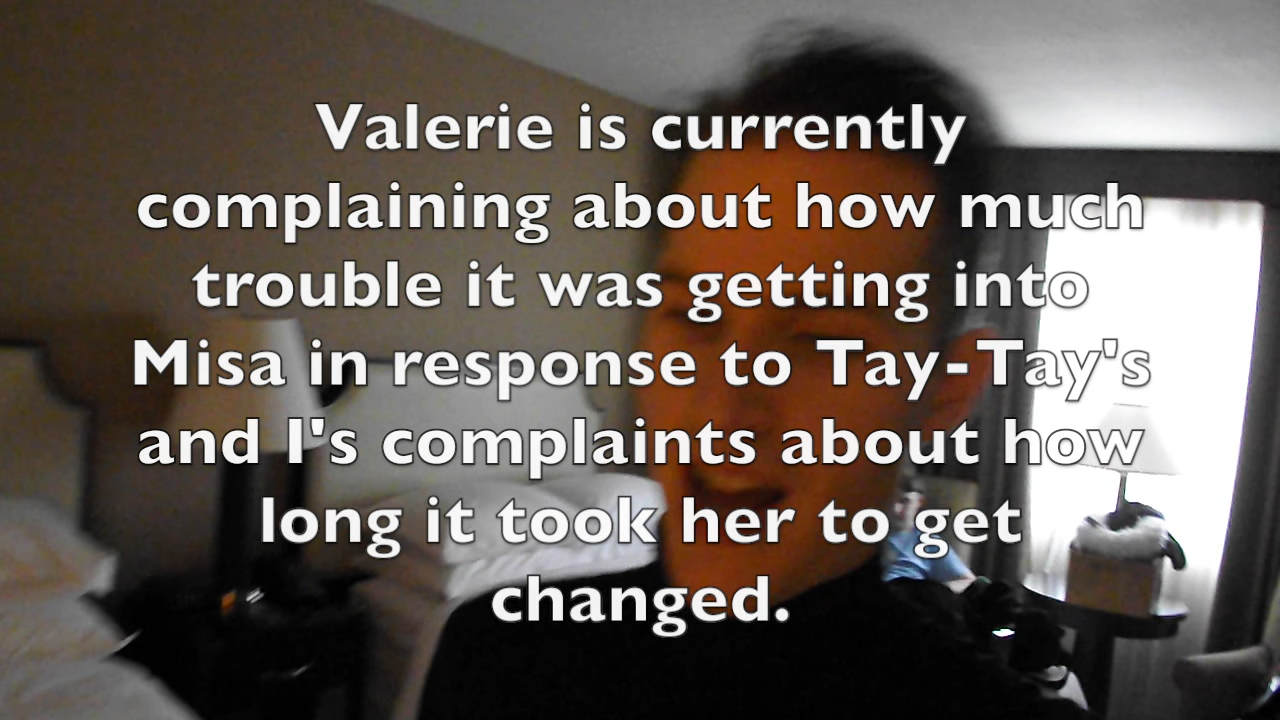 Valerie is currently
complaining about how much
trouble it was getting into
Misa in response to Tay-Tay's
and I's complaints about how
long it took her to get
changed.